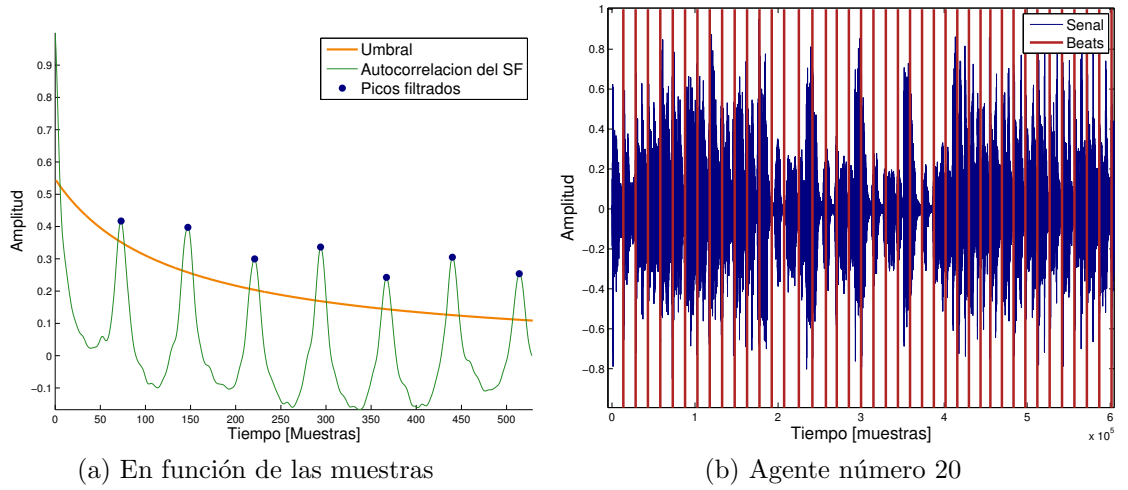 0.9
0.8
0.7
0.6
0.5
0.4
0.3
0.2
0.1
0
−0.1
Amplitud
Umbral
Autocorrelacion del SF
Picos filtrados
0 50 100 150 200 250 300 350 400 450 500
Tiempo [Muestras]
(a) En función de las muestras
1
0.8
0.6
0.4
0.2
0
−0.2
−0.4
−0.6
−0.8
Amplitud
Senal
Beats
0 1 2 3 4 5 6
x 10^5
Tiempo [muestras]
(b) Agente número 20